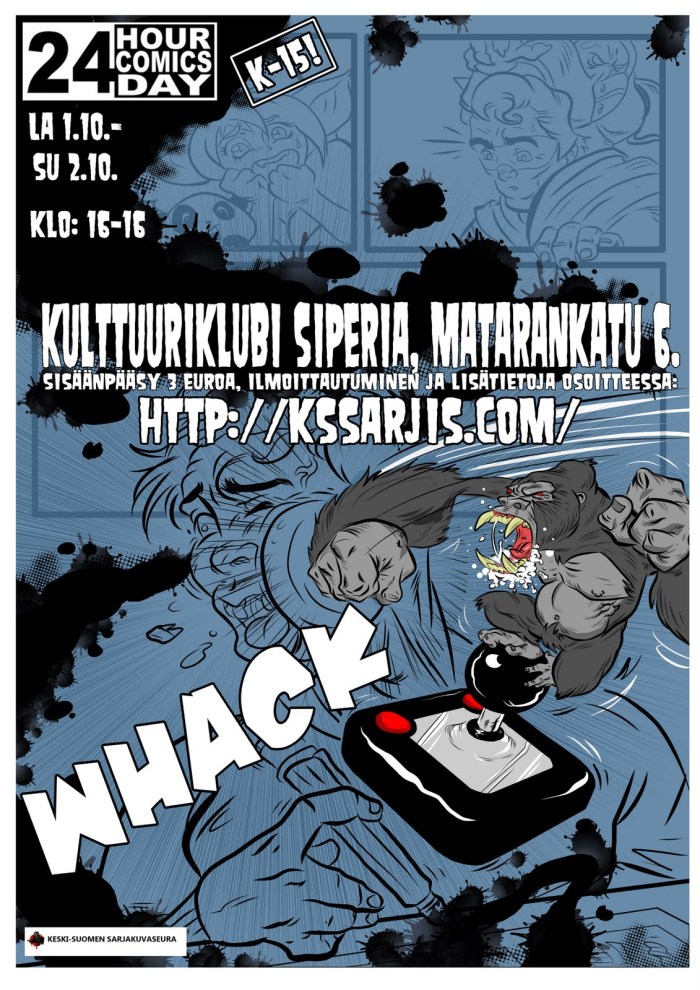 24 HOUR
COMICS
DAY
K-15!
LA 1.10.-
SU 2.10.
KLO: 16-16
KULTTUURIKLUBI SIPERIA, MATARANKATU 6.
SISÄÄNPÄÄSY 3 EUROA, ILMOITTAUTUMINEN JA LISÄTIETOJA OSOITTEESSA:
HTTP://KSSARJIS.COM/
WHACK
KESKI-SUOMEN SARJAKUVASEURA